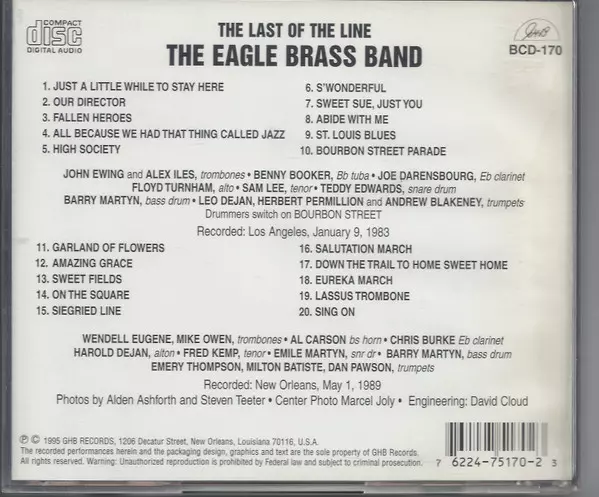 COMPACT
disc
DIGITAL AUDIO
THE LAST OF THE LINE
THE EAGLE BRASS BAND
GHB
BCD-170
1. JUST A LITTLE WHILE TO STAY HERE
2. OUR DIRECTOR
3. FALLEN HEROES
4. ALL BECAUSE WE HAD THAT THING CALLED JAZZ
5. HIGH SOCIETY
6. S'WONDERFUL
7. SWEET SUE, JUST YOU
8. ABIDE WITH ME
9. ST. LOUIS BLUES
10. BOURBON STREET PARADE
JOHN EWING and ALEX ILES, trombones • BENNY BOOKER, Bb tuba • JOE DARENSBOURG, Eb clarinet
FLOYD TURNHAM, alto • SAM LEE, tenor • TEDDY EDWARDS, snare drum
BARRY MARTYN, bass drum • LEO DEJAN, HERBERT PERMILLION and ANDREW BLAKENEY, trumpets
Drummers switch on BOURBON STREET
Recorded: Los Angeles, January 9, 1983
11. GARLAND OF FLOWERS
12. AMAZING GRACE
13. SWEET FIELDS
14. ON THE SQUARE
15. SIEGRIED LINE
16. SALUTATION MARCH
17. DOWN THE TRAIL TO HOME SWEET HOME
18. EUREKA MARCH
19. LASSUS TROMBONE
20. SING ON
WENDELL EUGENE, MIKE OWEN, trombones • AL CARSON bs horn • CHRIS BURKE Eb clarinet
HAROLD DEJAN, alton • FRED KEMP, tenor • EMILE MARTYN, snr dr • BARRY MARTYN, bass drum
EMERY THOMPSON, MILTON BATISTE, DAN PAWSON, trumpets
Recorded: New Orleans, May 1, 1989
Photos by Alden Ashforth and Steven Teeter • Center Photo Marcel Joly • Engineering: David Cloud
℗ © 1995 GHB RECORDS, 1206 Decatur Street, New Orleans, Louisiana 70116, U.S.A.
The recorded performances herein and the packaging design, graphics and text are the sole property of GHB Records.
All rights reserved. Warning: Unauthorized reproduction is prohibited by Federal law and subject to criminal prosecution.
7 62247-5170-2 3